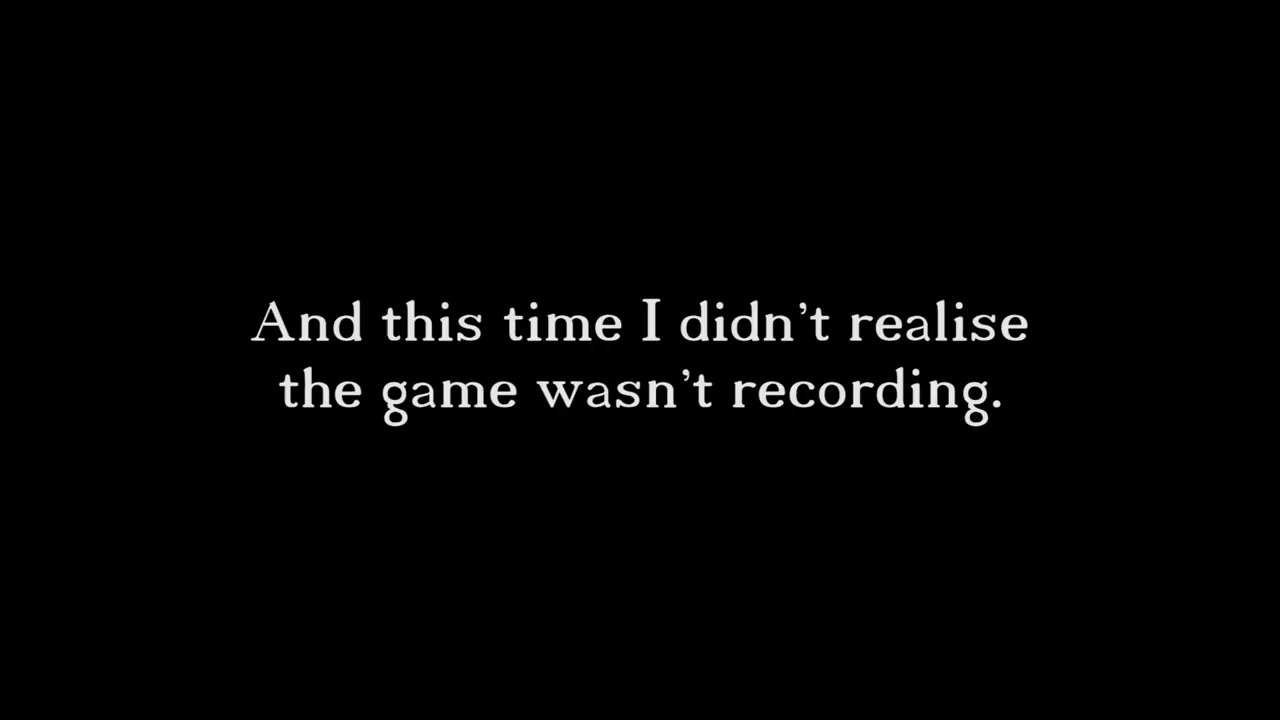 And this time I didn’t realise
the game wasn’t recording.